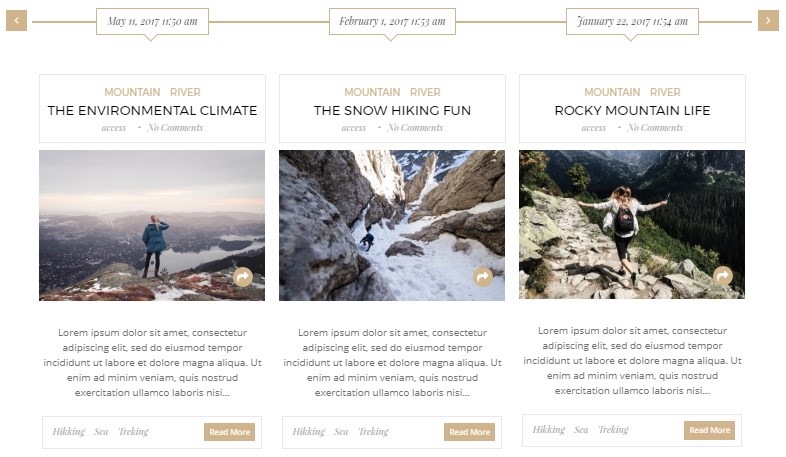 May 11, 2017 11:50 am
February 1, 2017 11:53 am
January 22, 2017 11:54 am
MOUNTAIN RIVER
THE ENVIRONMENTAL CLIMATE
access - No Comments
Lorem ipsum dolor sit amet, consectetur
adipiscing elit, sed do eiusmod tempor
incididunt ut labore et dolore magna aliqua. Ut
enim ad minim veniam, quis nostrud
exercitation ullamco laboris nisi...
Hikking Sea Treking
Read More
MOUNTAIN RIVER
THE SNOW HIKING FUN
access - No Comments
Lorem ipsum dolor sit amet, consectetur
adipiscing elit, sed do eiusmod tempor
incididunt ut labore et dolore magna aliqua. Ut
enim ad minim veniam, quis nostrud
exercitation ullamco laboris nisi...
Hikking Sea Treking
Read More
MOUNTAIN RIVER
ROCKY MOUNTAIN LIFE
access - No Comments
Lorem ipsum dolor sit amet, consectetur
adipiscing elit, sed do eiusmod tempor
incididunt ut labore et dolore magna aliqua. Ut
enim ad minim veniam, quis nostrud
exercitation ullamco laboris nisi...
Hikking Sea Treking
Read More